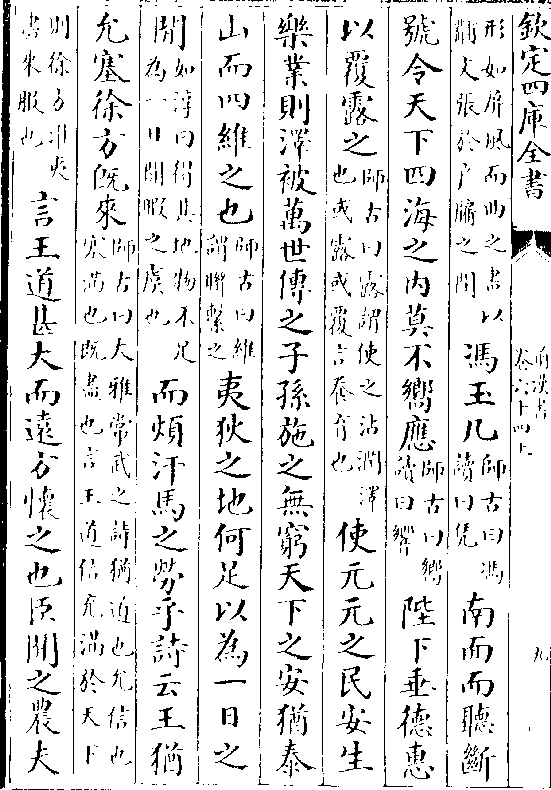 欽定四庫全書
前漢書
卷六十四上
九
形如屏風而曲之畫以
黼文張於户牖之間
馮玉几
師古曰馮
讀曰凭
南面而聽斷
號令天下四海之内莫不嚮應
師古曰嚮
讀曰響
陛下垂德惠
以覆露之
師古曰露謂使之沾潤澤
也或露或覆言養育也
使元元之民安生
樂業則澤被萬世傳之子孫施之無窮天下之安猶泰
山而四維之也
師古曰維
謂聯繫之
夷狄之地何足以為一日之
閒
如淳曰得其地物不足
為一日閒暇之虞也
而煩汗馬之勞乎詩云王猶
允塞徐方既來
師古曰大雅常武之詩猶道也允信也
塞滿也既盡也言王道信充滿於天下
則徐方淮夷
盡來服也
言王道甚大而遠方懷之也臣聞之農夫